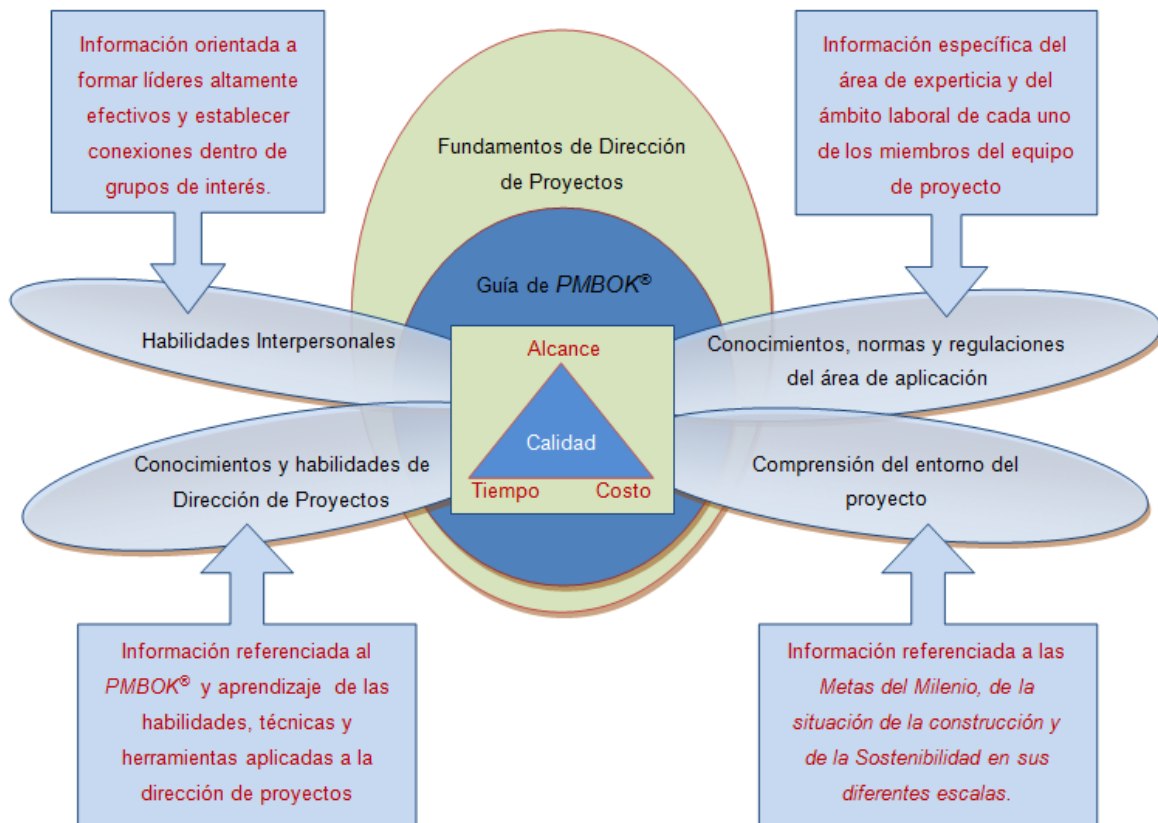 Información orientada a
formar líderes altamente
efectivos y establecer
conexiones dentro de
grupos de interés.
Información específica del
área de experticia y del
ámbito laboral de cada uno
de los miembros del equipo
de proyecto
Fundamentos de Dirección
de Proyectos
Guía de PMBOK®
Habilidades Interpersonales
Conocimientos, normas y regulaciones
del área de aplicación
Alcance
Calidad
Tiempo Costo
Conocimientos y habilidades de
Dirección de Proyectos
Comprensión del entorno del
proyecto
Información referenciada al
PMBOK® y aprendizaje de las
habilidades, técnicas y
herramientas aplicadas a la
dirección de proyectos
Información referenciada a las
Metas del Milenio, de la
situación de la construcción y
de la Sostenibilidad en sus
diferentes escalas.